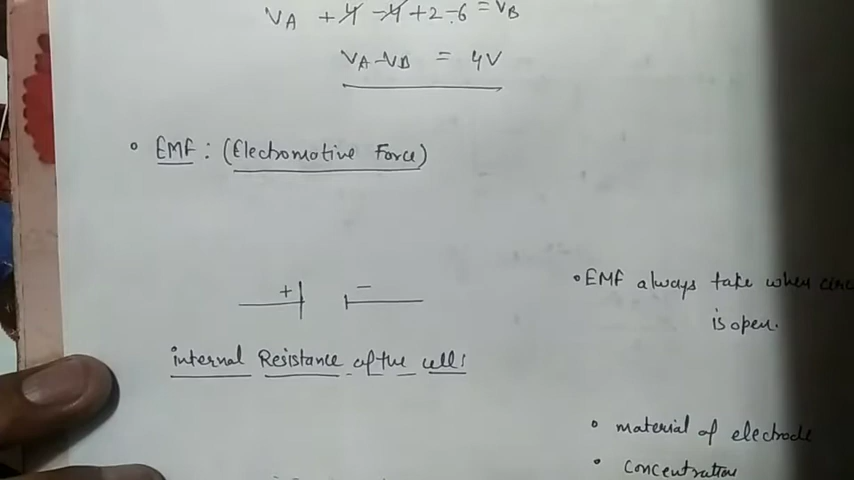 VA + 4 - 4 + 2 - 6 = VB
VA - VB = 4V
EMF : (Electromotive Force)
+ −
• EMF always take when
is open.
internal Resistance of the cell:
material of electrode
concentration